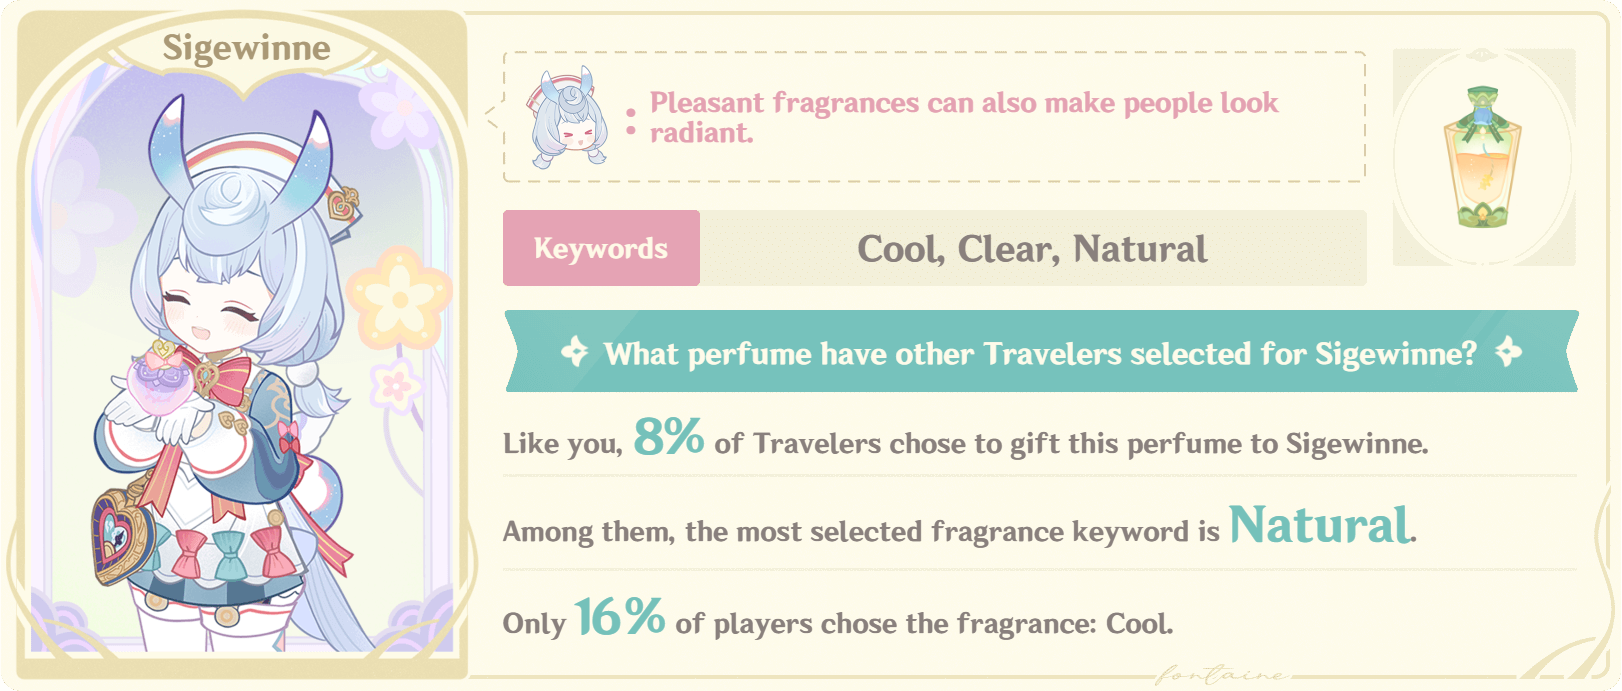 Sigewinne
: Pleasant fragrances can also make people look
radiant.
Keywords
Cool, Clear, Natural
What perfume have other Travelers selected for Sigewinne?
Like you, 8% of Travelers chose to gift this perfume to Sigewinne.
Among them, the most selected fragrance keyword is Natural.
Only 16% of players chose the fragrance: Cool.
fontaine